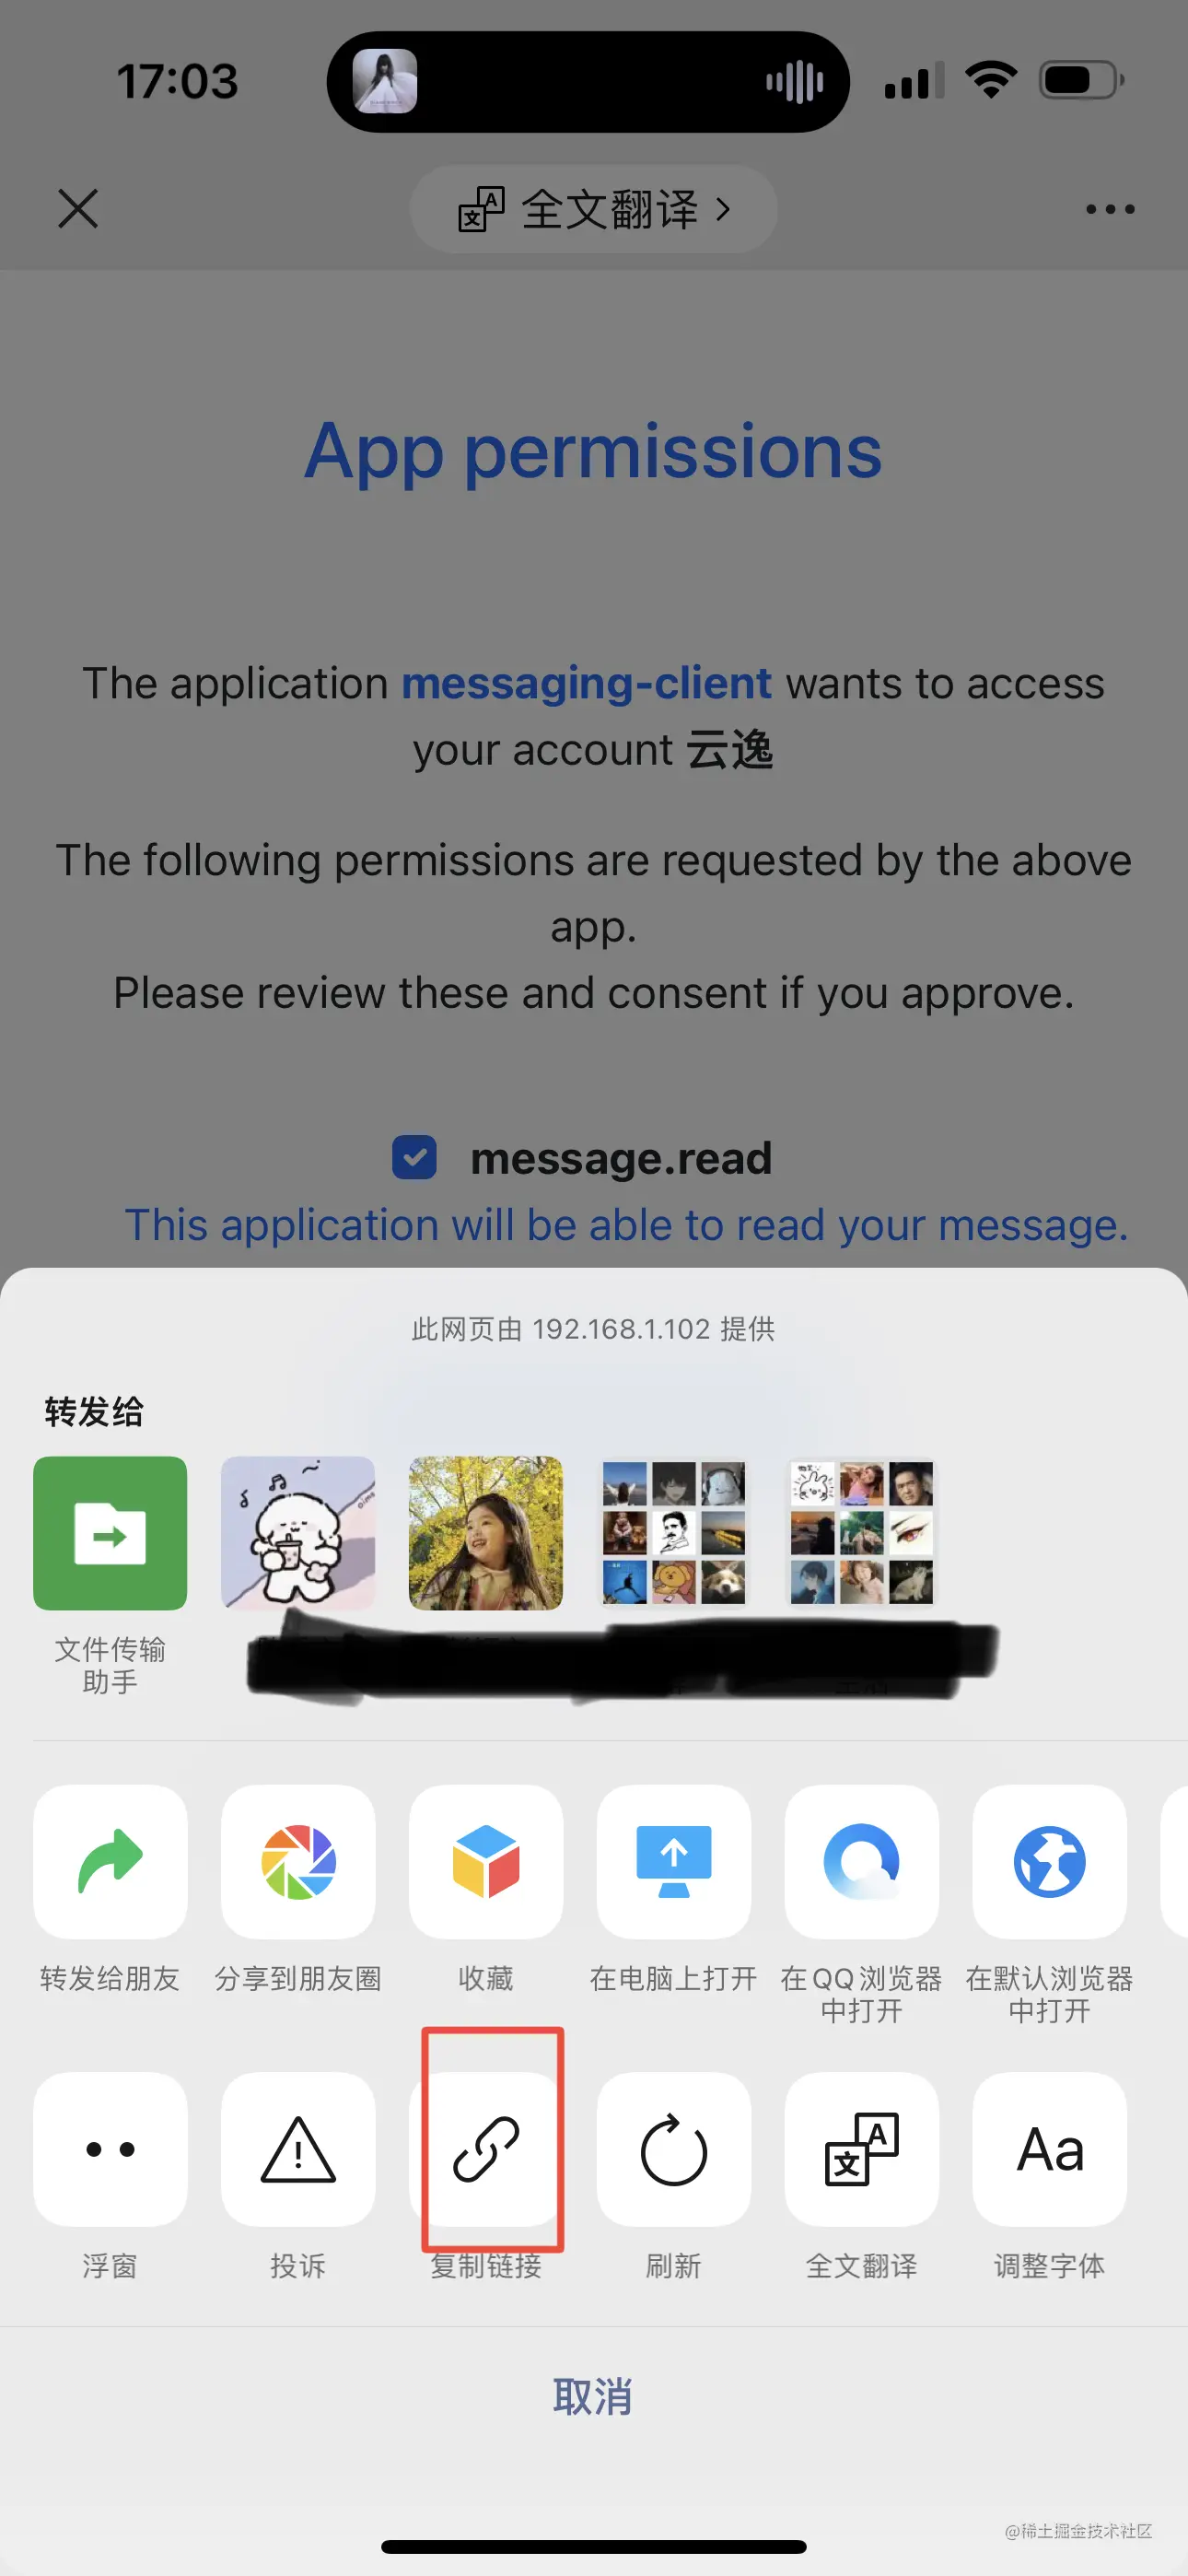 17:03
全文翻译
App permissions
The application messaging-client wants to access
your account 云逸
The following permissions are requested by the above
app.
Please review these and consent if you approve.
message.read
This application will be able to read your message.
此网页由 192.168.1.102 提供
转发给
文件传输
助手
转发给朋友
分享到朋友圈
收藏
在电脑上打开
在QQ浏览器
中打开
在默认浏览器
中打开
浮窗
投诉
复制链接
刷新
全文翻译
Aa
调整字体
取消
@稀土掘金技术社区